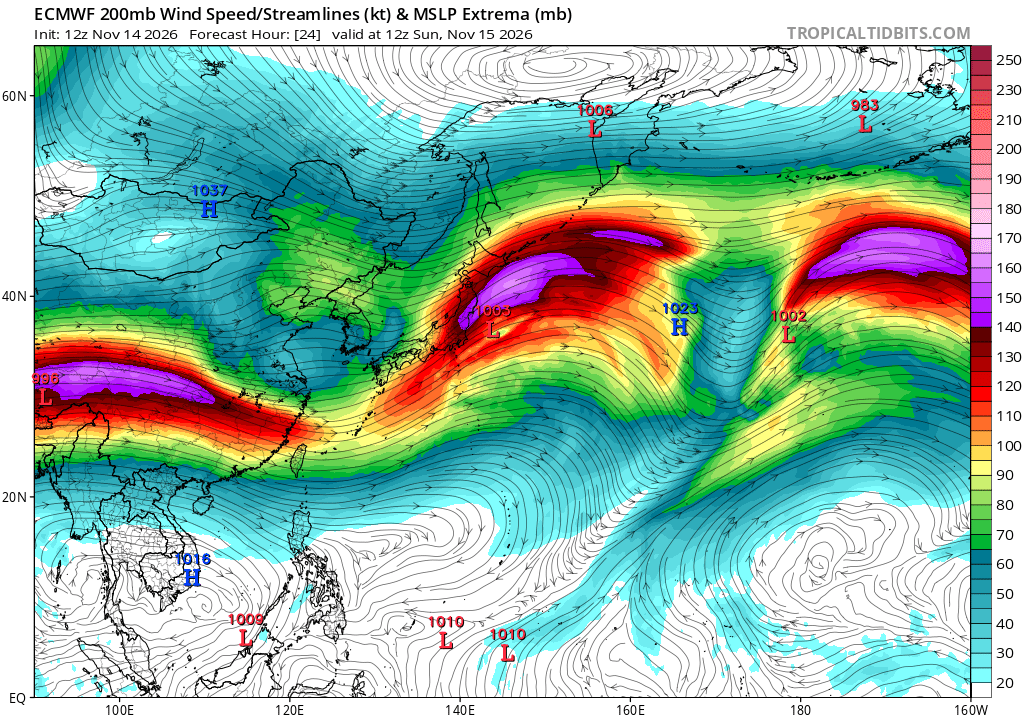 ECMWF 200mb Wind Speed/Streamlines (kt) & MSLP Extrema (mb)
Init: 12z Nov 14 2026 Forecast Hour: [24] valid at 12z Sun, Nov 15 2026
TROPICALTIDBITS.COM
60N
40N
20N
EQ
100E
120E
140E
160E
180
160W
250
230
220
210
200
190
180
170
160
150
140
130
120
110
100
90
80
70
60
50
40
30
20
1006
L
983
L
1037
H
1005
L
1023
H
1002
L
996
L
1016
H
1009
L
1010
L
1010
L